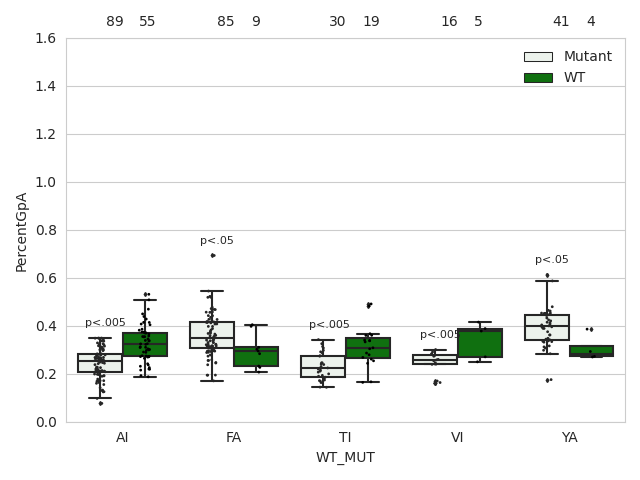 89 55 85 9 30 19 16 5 41 4
1.6
Mutant
WT
1.4
1.2
1.0
0.8
0.6
0.4
0.2
0.0
PercentGpA
p<.005
p<.05
p<.005
p<.005
p<.05
AI FA TI VI YA
WT_MUT